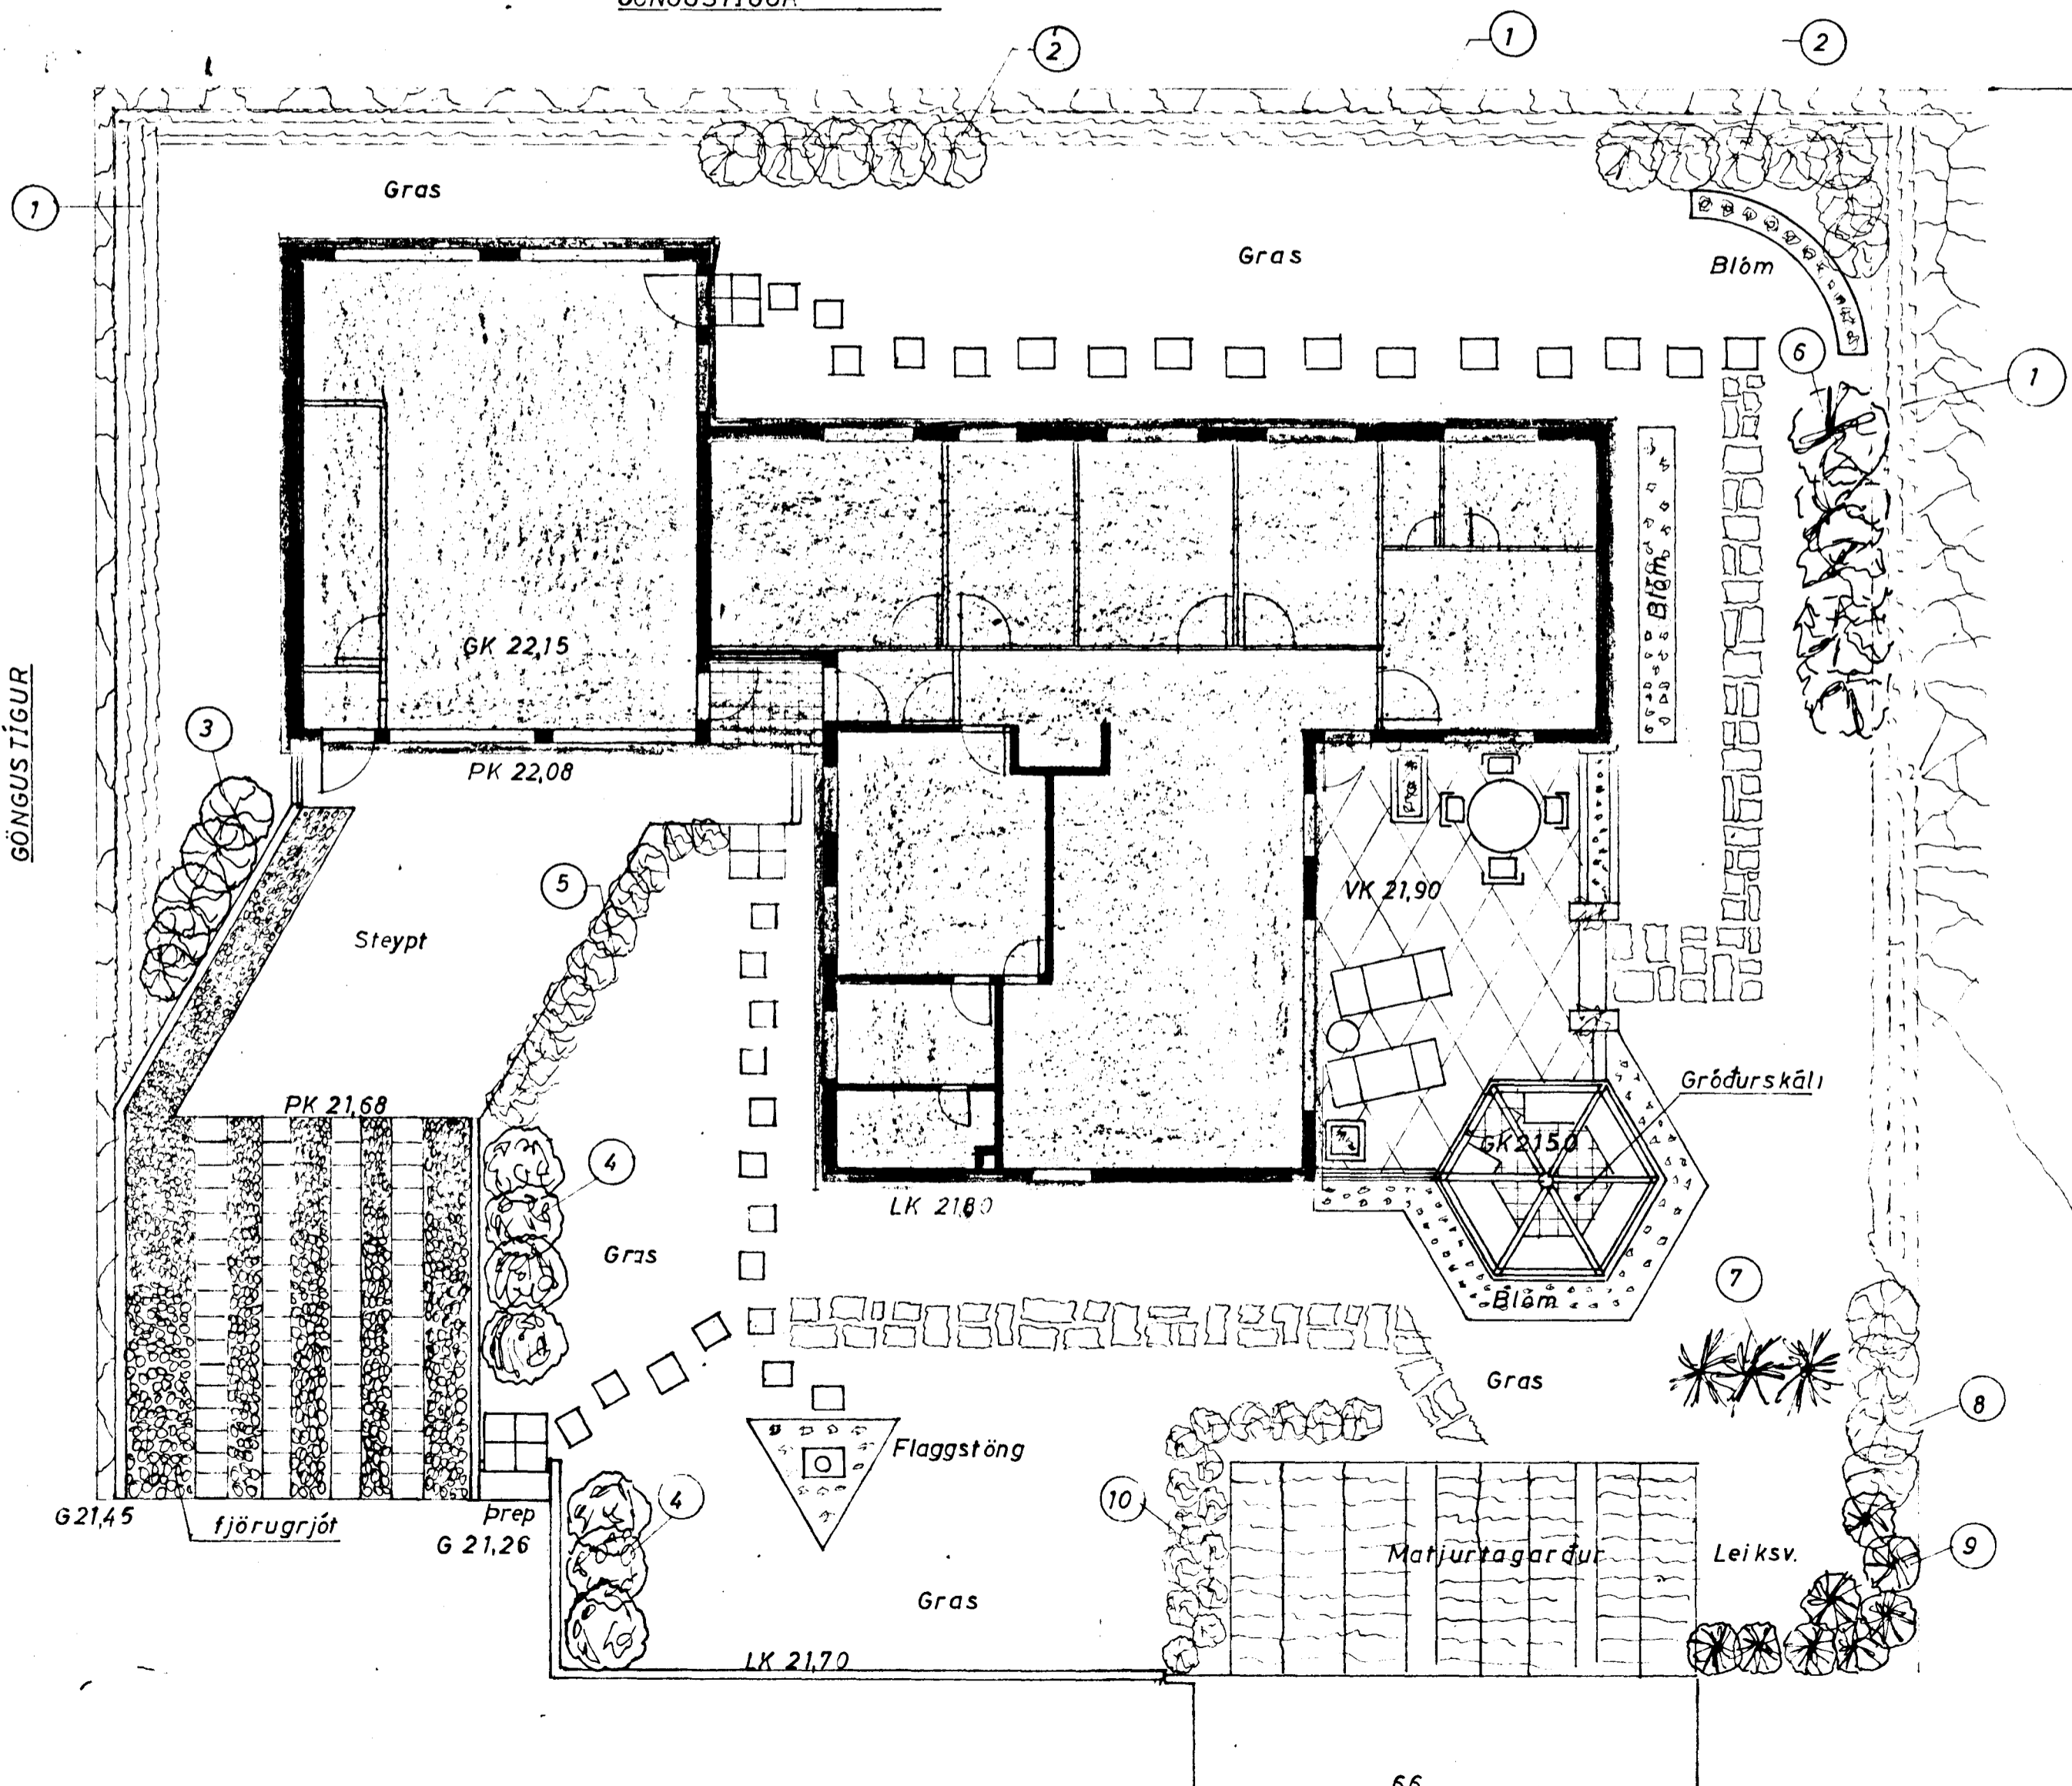 GÖNGUSTÍGUR
2
1
2
1
Gras
Gras
Blóm
6
1
GK 22,15
Blóm
GÖNGUSTÍGUR
3
PK 22,08
5
VK 21,90
Steypt
Gróðurskáli
PK 21,68
GK 21,50
4
LK 21,80
Gras
7
Blóm
Gras
8
Flaggstöng
4
10
G 21,45
fjörugrjót
Þrep
G 21,26
Matjurtagarður
Leiksv.
9
Gras
LK 21,70
66